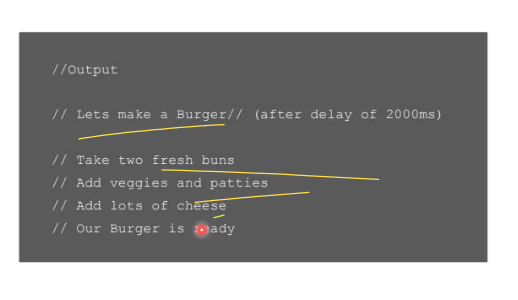 //Output
// Lets make a Burger// (after delay of 2000ms)
// Take two fresh buns
// Add veggies and patties
// Add lots of cheese
// Our Burger is ready